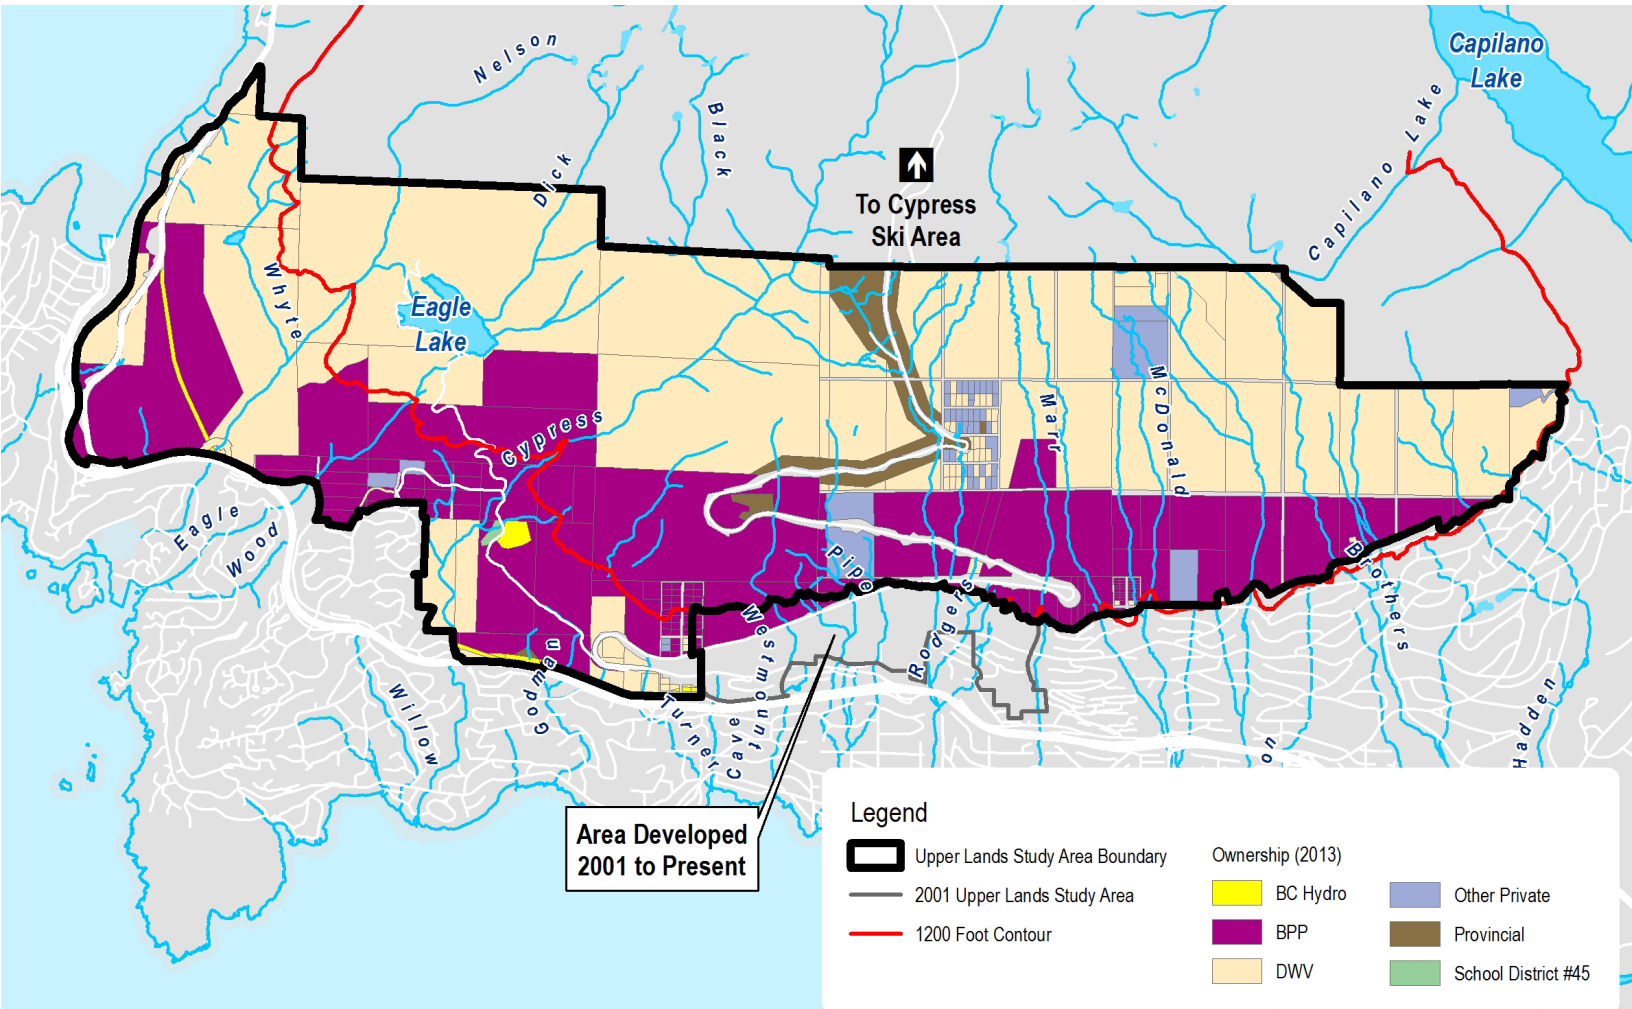 Nelson
Capilano
Lake
Black
Capilano Lake
Dick
To Cypress
Ski Area
Whyte
Eagle
Lake
Cypress
Marr
McDonald
Eagle
Wood
Pipe
Rodgers
Brothers
Westmount
Godman
Willow
Turner
Cave
Hadden
on
Area Developed
2001 to Present
Legend
Upper Lands Study Area Boundary
2001 Upper Lands Study Area
1200 Foot Contour
Ownership (2013)
BC Hydro
BPP
DWV
Other Private
Provincial
School District #45